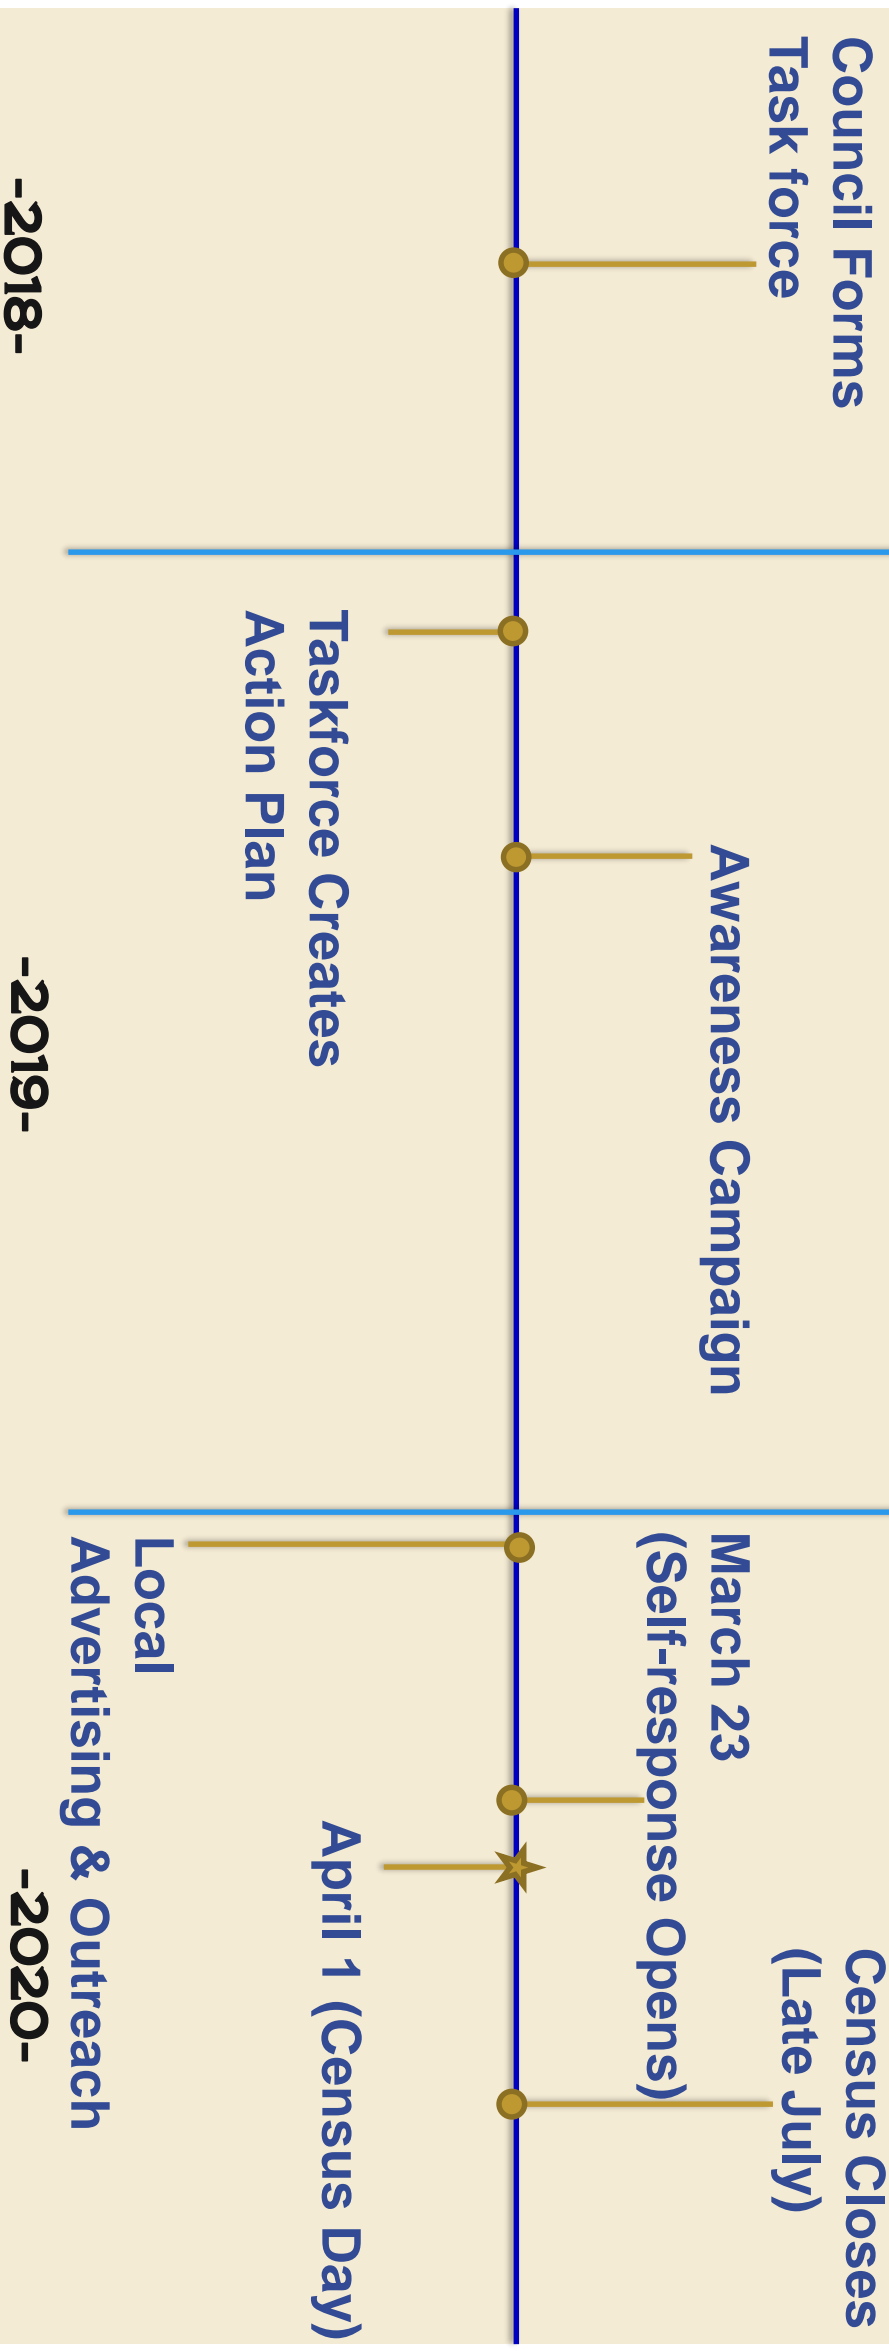 Council Forms
Task force
-2018-
Taskforce Creates
Action Plan
Awareness Campaign
-2019-
Local
Advertising & Outreach
March 23
(Self-response Opens)
April 1 (Census Day)
Census Closes
(Late July)
-2020-